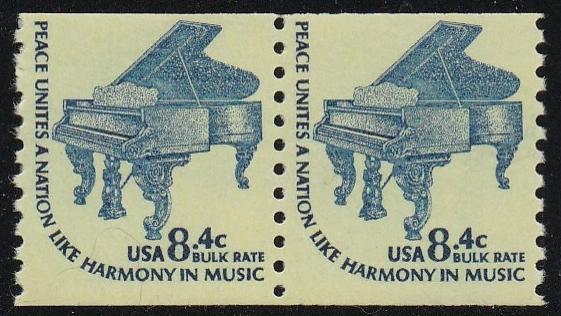 PEACE UNITES A NATION LIKE HARMONY IN MUSIC
USA 8.4c
BULK RATE
PEACE UNITES A NATION LIKE HARMONY IN MUSIC
USA 8.4c
BULK RATE